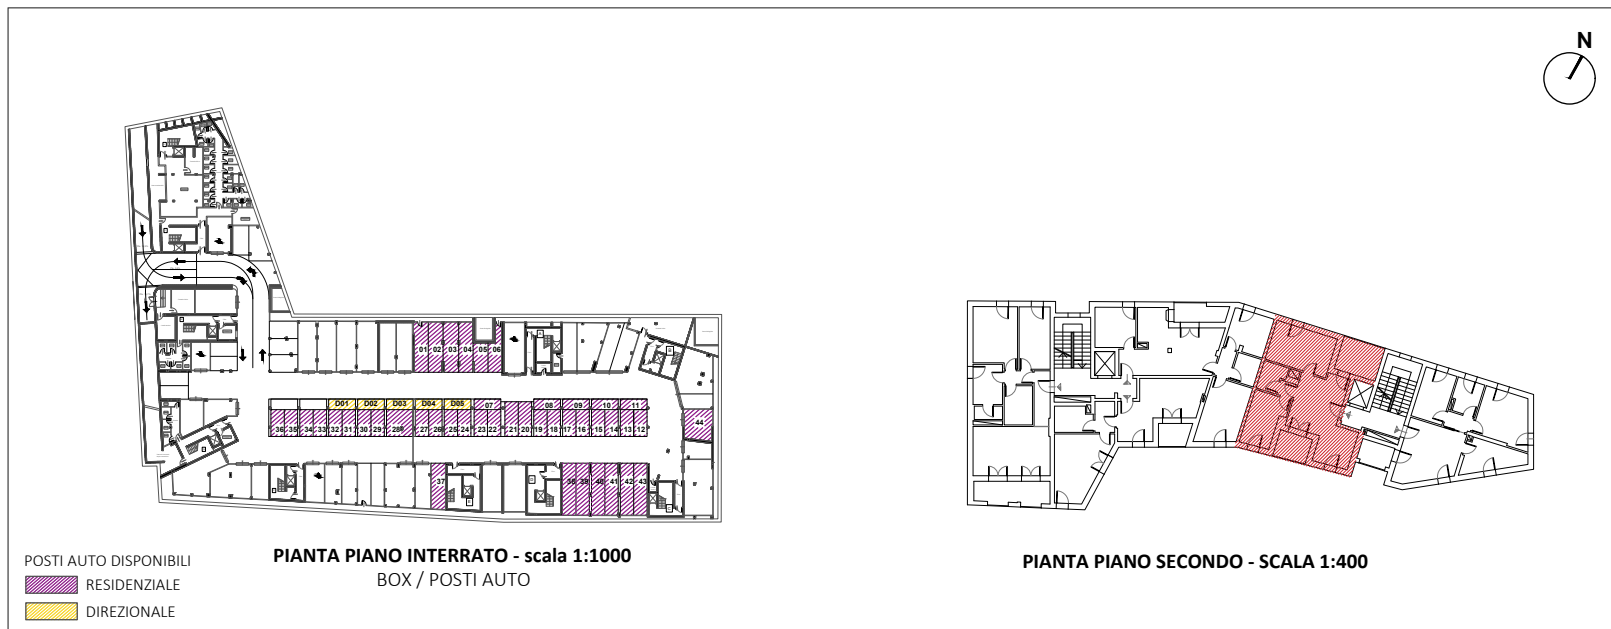 N
01 02 03 04 05 06
D01 D02 D03 D04 D05 07 08 09 10 11
36 35 34 33 32 31 30 29 28 27 26 25 24 23 22 21 20 19 18 17 16 15 14 13 12
44
37 38 39 40 41 42 43
PIANTA PIANO INTERRATO - scala 1:1000
BOX / POSTI AUTO
PIANTA PIANO SECONDO - SCALA 1:400
POSTI AUTO DISPONIBILI
RESIDENZIALE
DIREZIONALE